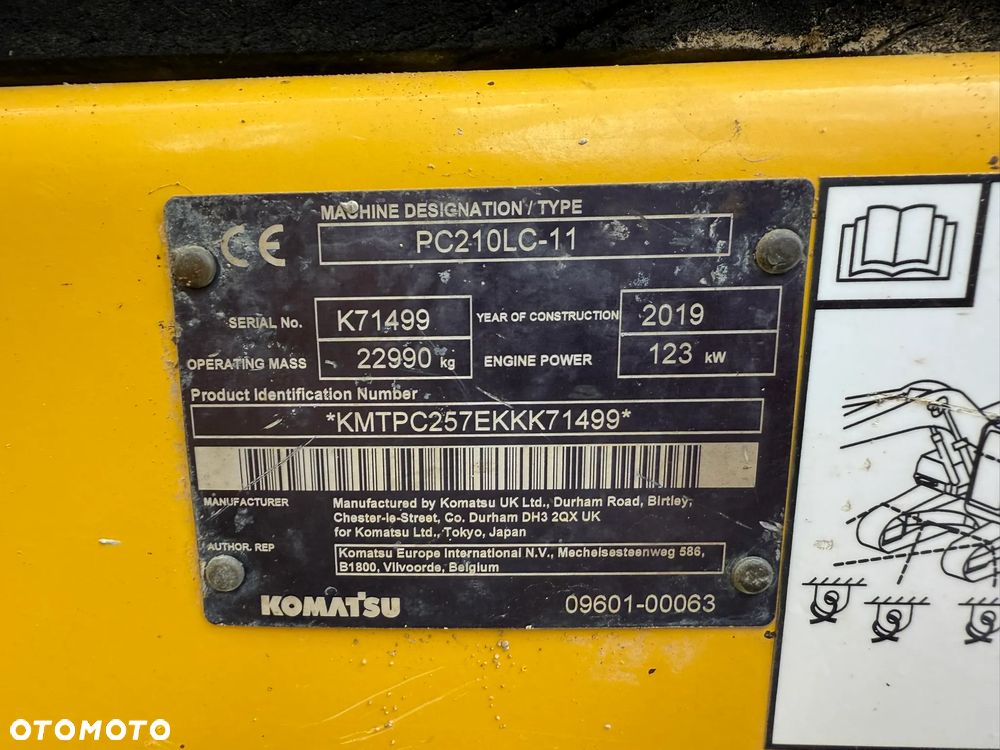 MACHINE DESIGNATION / TYPE
CE PC210LC-11
SERIAL No. K71499 YEAR OF CONSTRUCTION 2019
OPERATING MASS 22990 kg ENGINE POWER 123 kW
Product Identification Number
*KMTPC257EKKK71499*
MANUFACTURER Manufactured by Komatsu UK Ltd., Durham Road, Birtley,
Chester-le-Street, Co. Durham DH3 2QX UK
for Komatsu Ltd., Tokyo, Japan
AUTHOR. REP Komatsu Europe International N.V., Mechelsesteenweg 586,
B1800, Vilvoorde, Belgium
KOMATSU 09601-00063
OTOMOTO